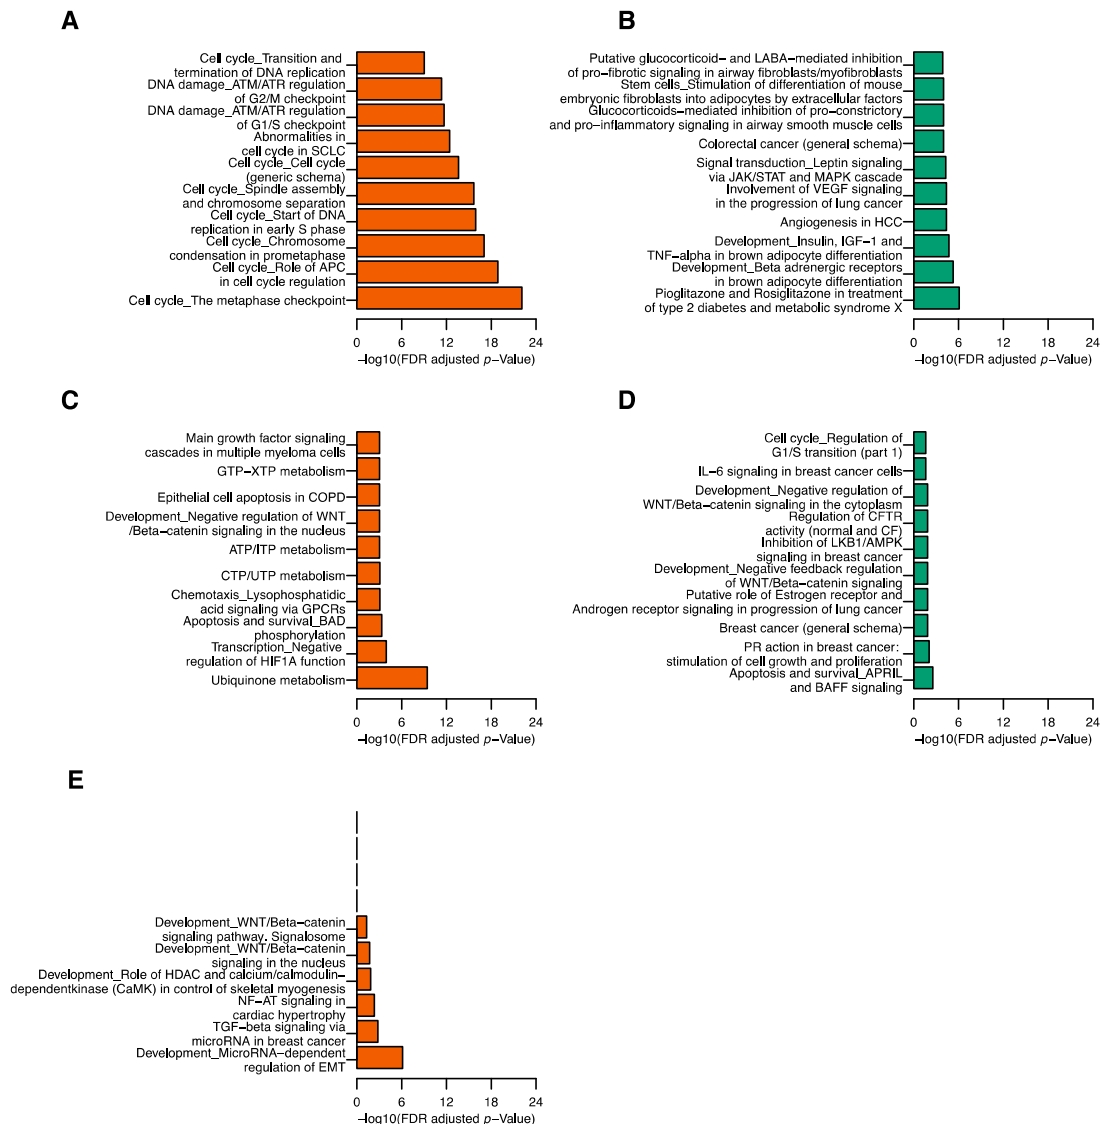 A
Cell cycle_Transition and
termination of DNA replication
DNA damage_ATM/ATR regulation
of G2/M checkpoint
DNA damage_ATM/ATR regulation
of G1/S checkpoint
Abnormalities in
cell cycle in SCLC
Cell cycle_Cell cycle
(generic schema)
Cell cycle_Spindle assembly
and chromosome separation
Cell cycle_Start of DNA
replication in early S phase
Cell cycle_Chromosome
condensation in prometaphase
Cell cycle_Role of APC
in cell cycle regulation
Cell cycle_The metaphase checkpoint
0 6 12 18 24
−log10(FDR adjusted p−Value)
B
Putative glucocorticoid− and LABA−mediated inhibition
of pro−fibrotic signaling in airway fibroblasts/myofibroblasts
Stem cells_Stimulation of differentiation of mouse
embryonic fibroblasts into adipocytes by extracellular factors
Glucocorticoids−mediated inhibition of pro−constrictory
and pro−inflammatory signaling in airway smooth muscle cells
Colorectal cancer (general schema)
Signal transduction_Leptin signaling
via JAK/STAT and MAPK cascade
Involvement of VEGF signaling
in the progression of lung cancer
Angiogenesis in HCC
Development_Insulin, IGF−1 and
TNF−alpha in brown adipocyte differentiation
Development_Beta adrenergic receptors
in brown adipocyte differentiation
Pioglitazone and Rosiglitazone in treatment
of type 2 diabetes and metabolic syndrome X
0 6 12 18 24
−log10(FDR adjusted p−Value)
C
Main growth factor signaling
cascades in multiple myeloma cells
GTP−XTP metabolism
Epithelial cell apoptosis in COPD
Development_Negative regulation of WNT
/Beta−catenin signaling in the nucleus
ATP/ITP metabolism
CTP/UTP metabolism
Chemotaxis_Lysophosphatidic
acid signaling via GPCRs
Apoptosis and survival_BAD
phosphorylation
Transcription_Negative
regulation of HIF1A function
Ubiquinone metabolism
0 6 12 18 24
−log10(FDR adjusted p−Value)
D
Cell cycle_Regulation of
G1/S transition (part 1)
IL−6 signaling in breast cancer cells
Development_Negative regulation of
WNT/Beta−catenin signaling in the cytoplasm
Regulation of CFTR
activity (normal and CF)
Inhibition of LKB1/AMPK
signaling in breast cancer
Development_Negative feedback regulation
of WNT/Beta−catenin signaling
Putative role of Estrogen receptor and
Androgen receptor signaling in progression of lung cancer
Breast cancer (general schema)
PR action in breast cancer:
stimulation of cell growth and proliferation
Apoptosis and survival_APRIL
and BAFF signaling
0 6 12 18 24
−log10(FDR adjusted p−Value)
E
Development_WNT/Beta−catenin
signaling pathway. Signalosome
Development_WNT/Beta−catenin
signaling in the nucleus
Development_Role of HDAC and calcium/calmodulin−
dependentkinase (CaMK) in control of skeletal myogenesis
NF−AT signaling in
cardiac hypertrophy
TGF−beta signaling via
microRNA in breast cancer
Development_MicroRNA−dependent
regulation of EMT
0 6 12 18 24
−log10(FDR adjusted p−Value)